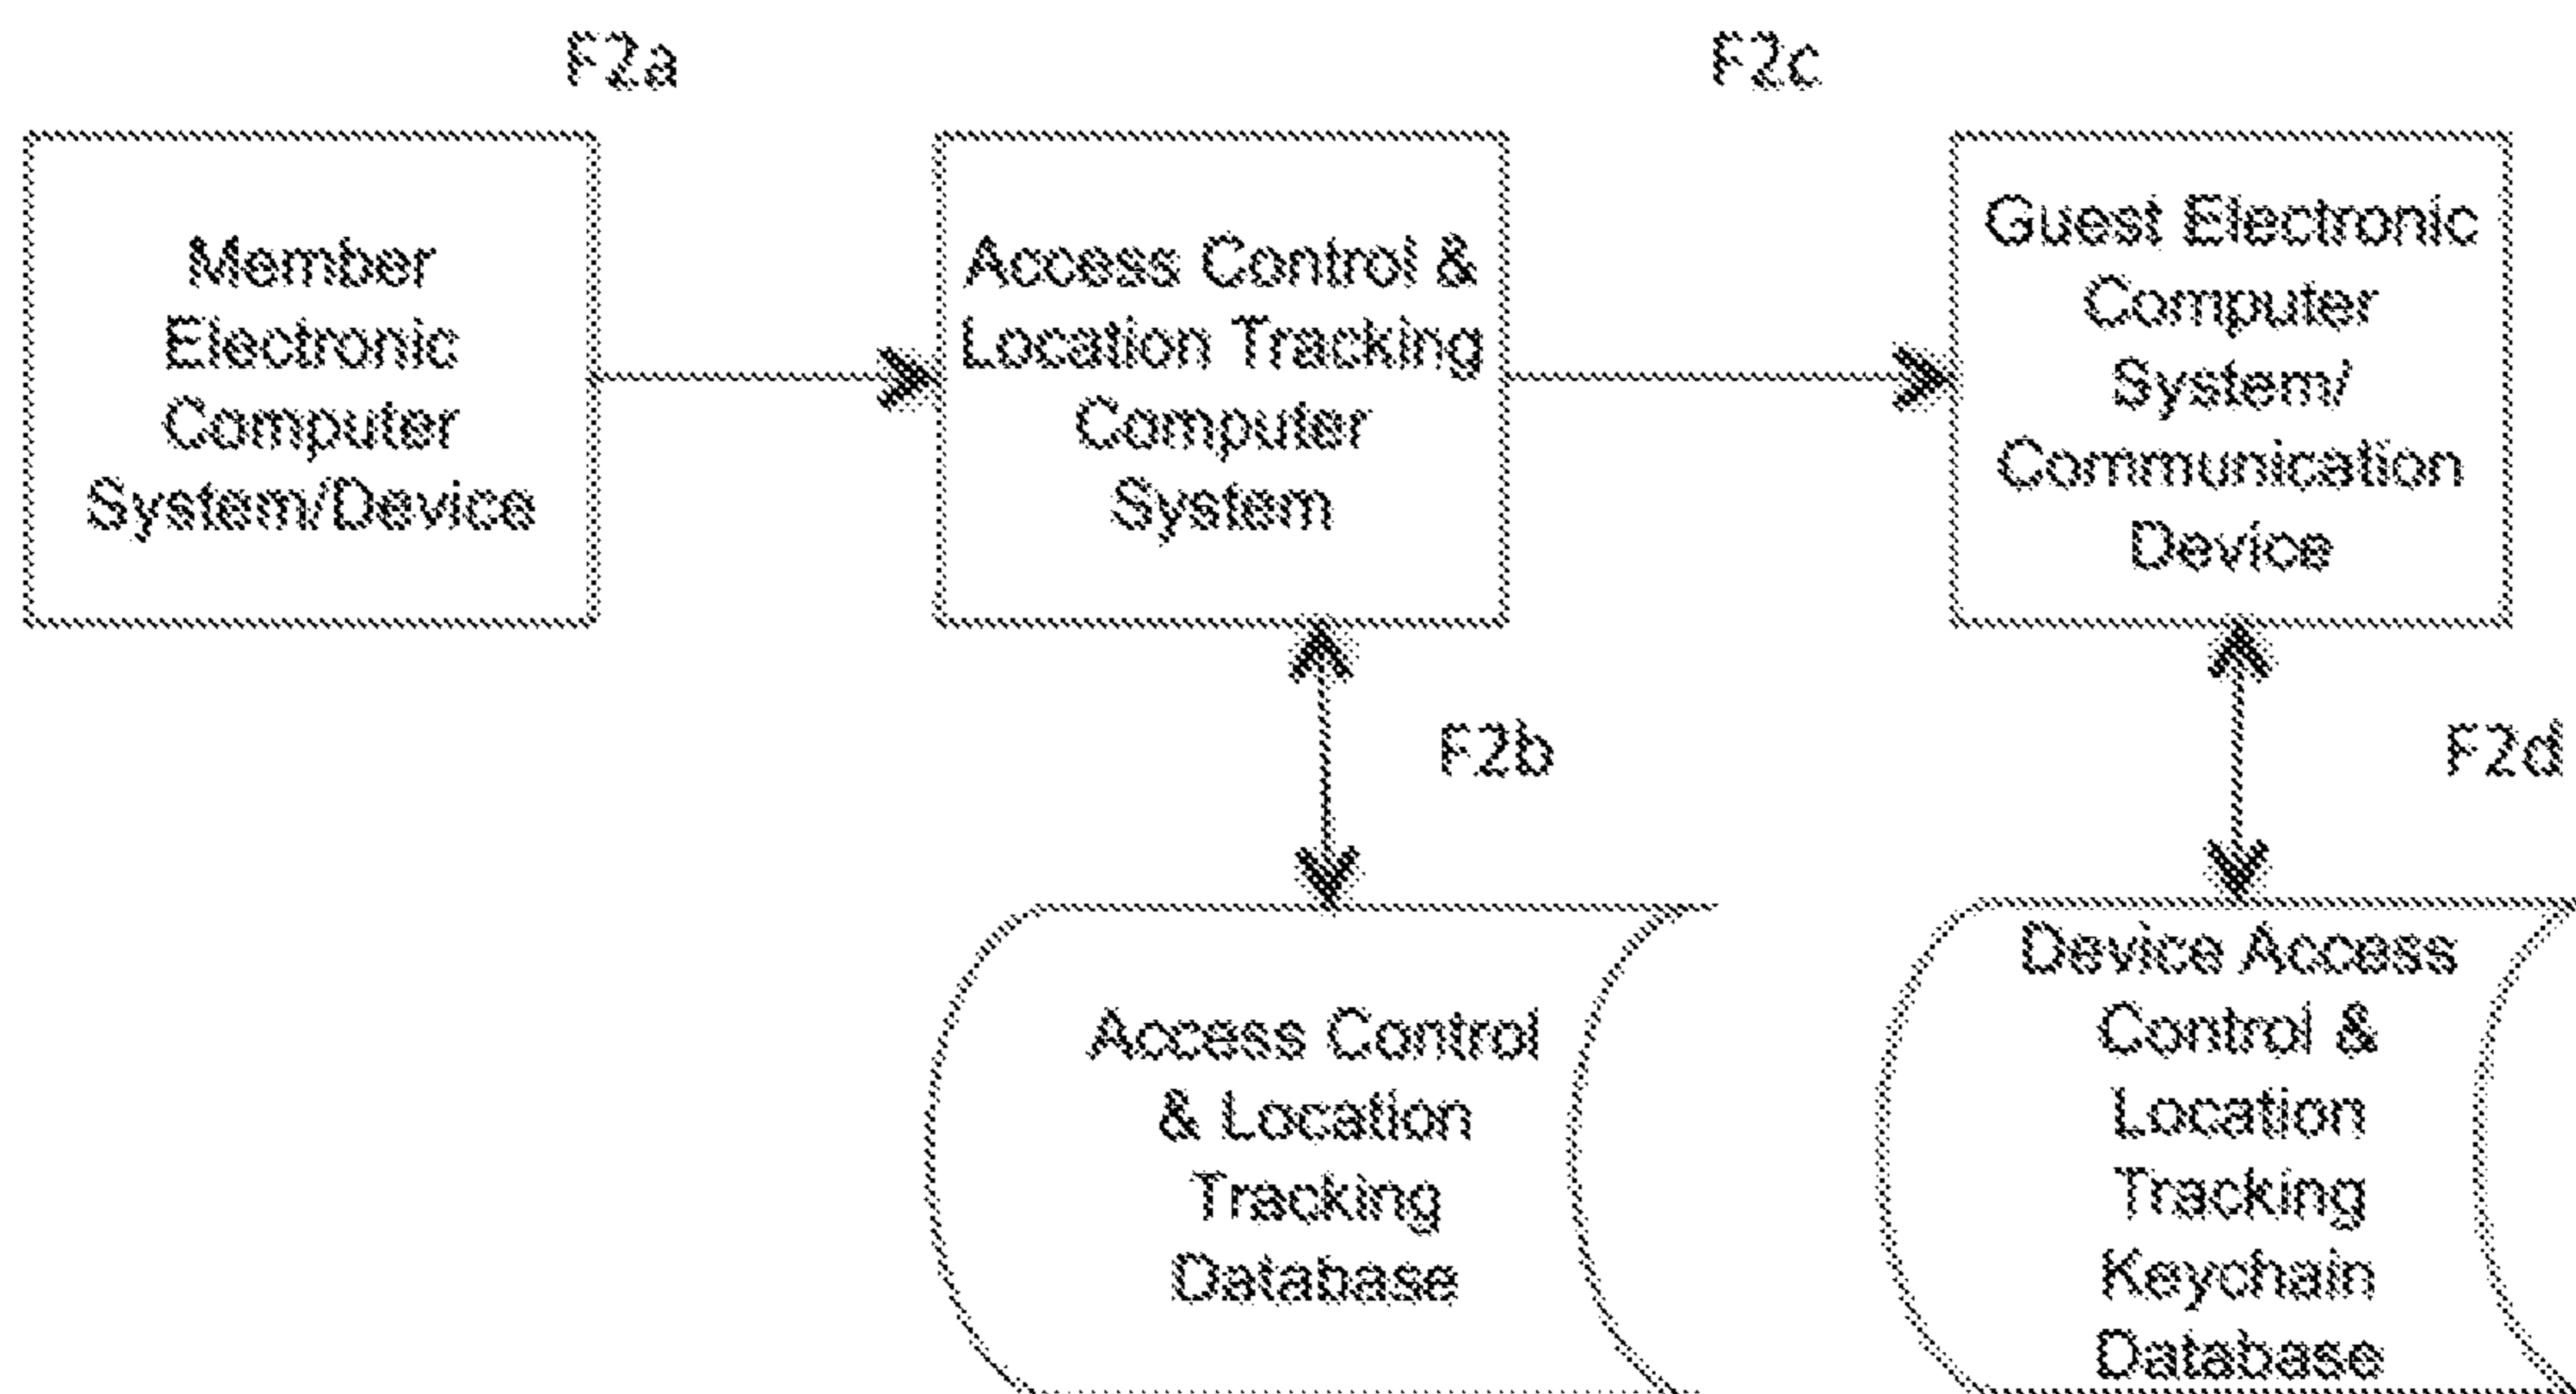 F2a
F2c
Member
Electronic
Computer
System/Device
Access Control &
Location Tracking
Computer
System
Guest Electronic
Computer
System/
Communication
Device
F2b
F2d
Access Control
& Location
Tracking
Database
Device Access
Control &
Location
Tracking
Keychain
Database